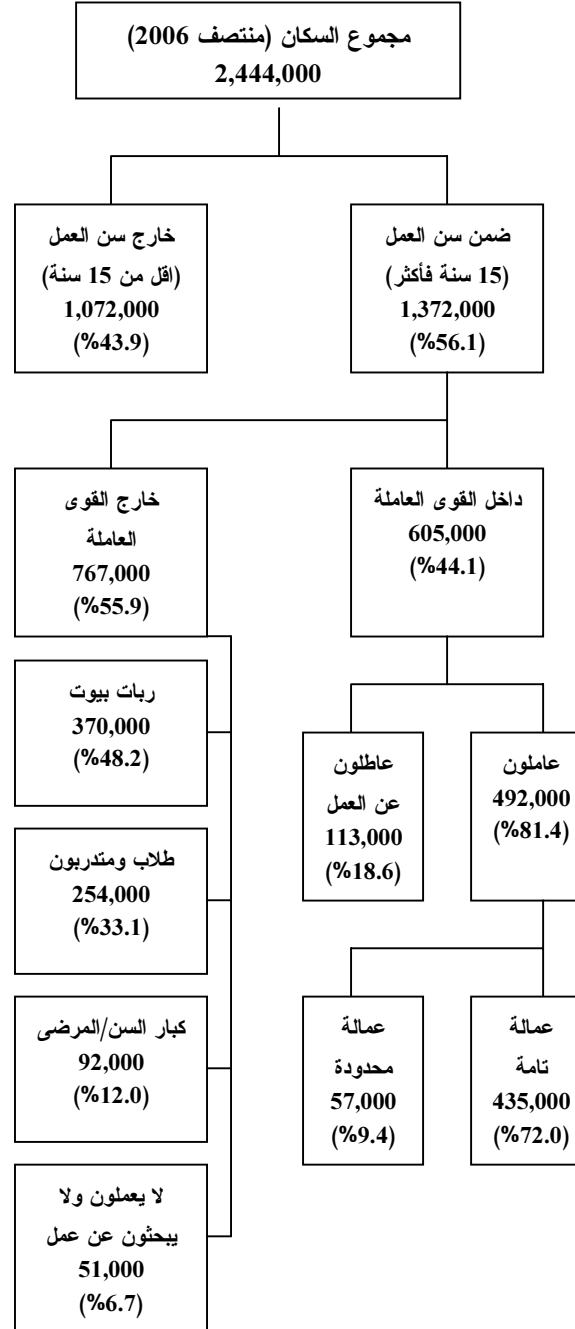 مجموع السكان (منتصف 2006)
2,444,000
ضمن سن العمل
(15 سنة فأكثر)
1,372,000
(%56.1)
خارج سن العمل
(اقل من 15 سنة)
1,072,000
(%43.9)
داخل القوى العاملة
605,000
(%44.1)
خارج القوى
العاملة
767,000
(%55.9)
عاملون
492,000
(%81.4)
عاطلون
عن العمل
113,000
(%18.6)
عمالة
تامة
435,000
(%72.0)
عمالة
محدودة
57,000
(%9.4)
ربات بيوت
370,000
(%48.2)
طلاب ومتدربون
254,000
(%33.1)
كبار السن/المرضى
92,000
(%12.0)
لا يعملون ولا
يبحثون عن عمل
51,000
(%6.7)